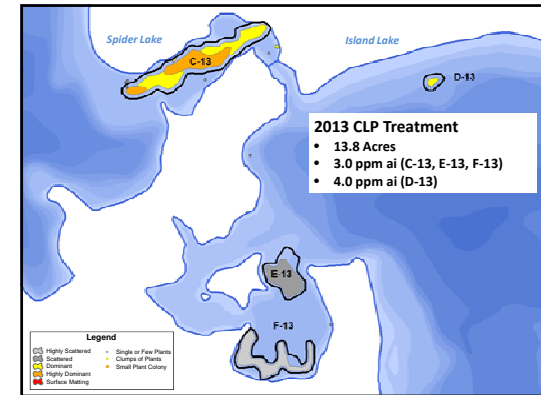 Spider Lake
Island Lake
C-13
D-13
2013 CLP Treatment
• 13.8 Acres
• 3.0 ppm ai (C-13, E-13, F-13)
• 4.0 ppm ai (D-13)
E-13
F-13
Legend
Highly Scattered
Scattered
Dominant
Highly Dominant
Surface Matting
Single or Few Plants
Clumps of Plants
Small Plant Colony